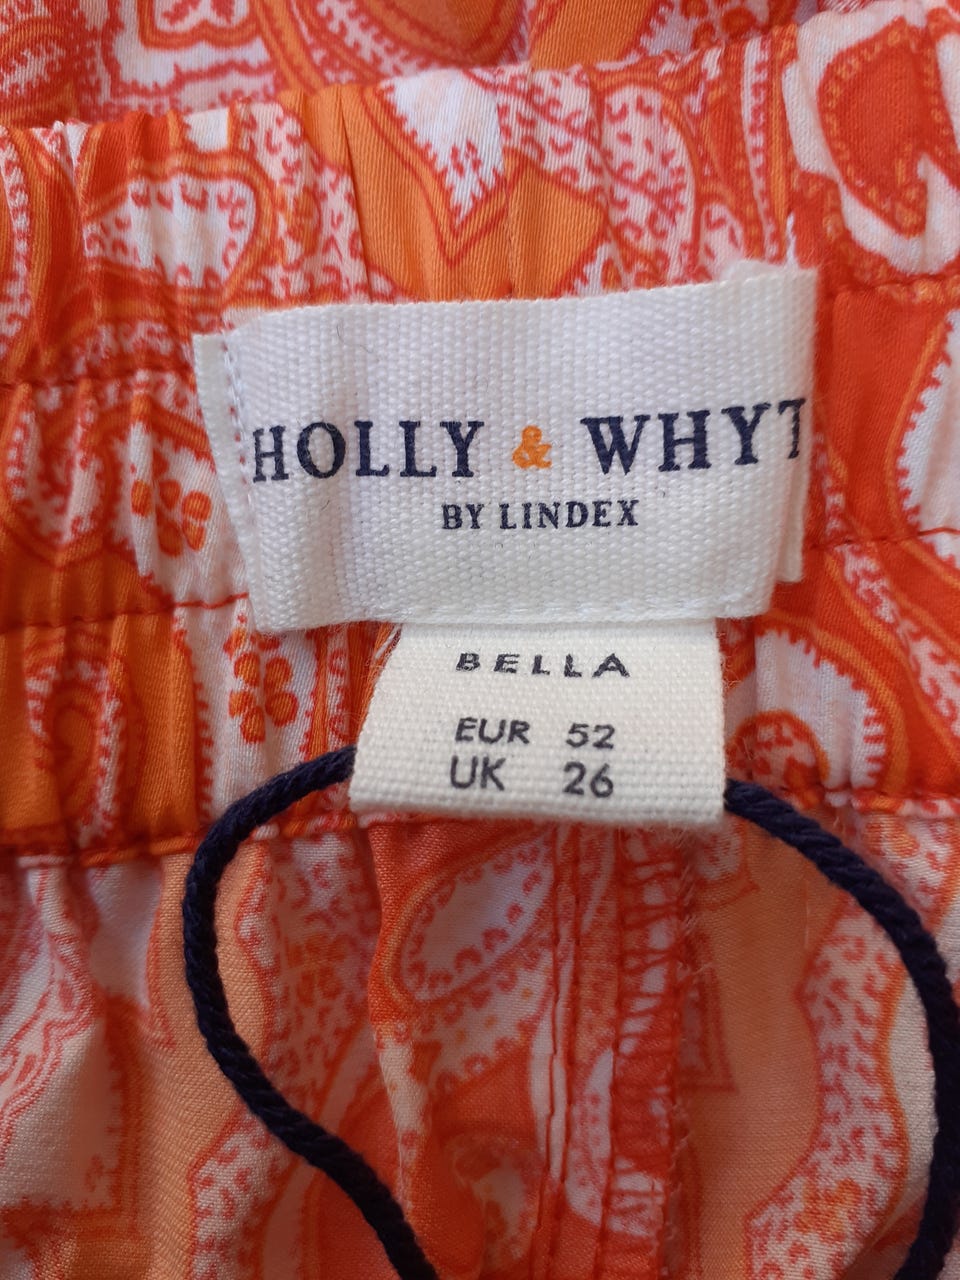 HOLLY & WHYT
BY LINDEX
BELLA
EUR 52
UK 26